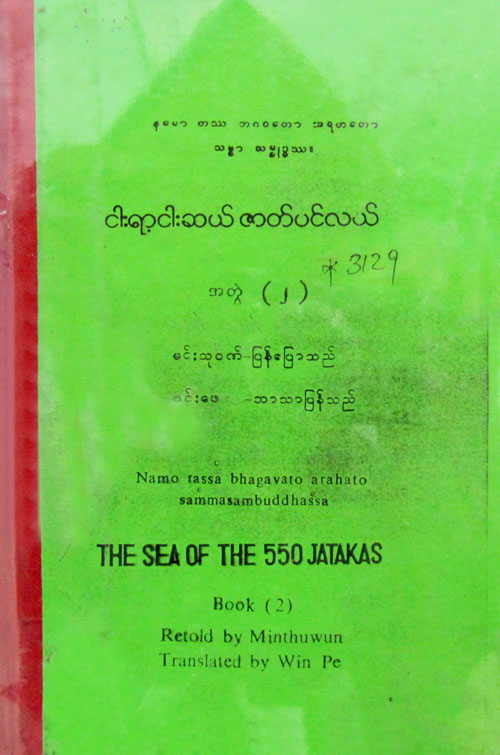 နမော တဿ ဘဂဝတော အရဟတော
သမ္မာ သမ္ဗုဒ္ဓဿ။
ငါးရာ့ငါးဆယ် ဇာတ်ပင်လယ်
* 3129
အတွဲ (၂)
မင်းသုဝဏ် - ပြန်ပြောသည်
ဝင်းဖေ - ဘာသာပြန်သည်
Namo tassa bhagavato arahato
sammasambuddhassa
THE SEA OF THE 550 JATAKAS
Book (2)
Retold by Minthuwun
Translated by Win Pe